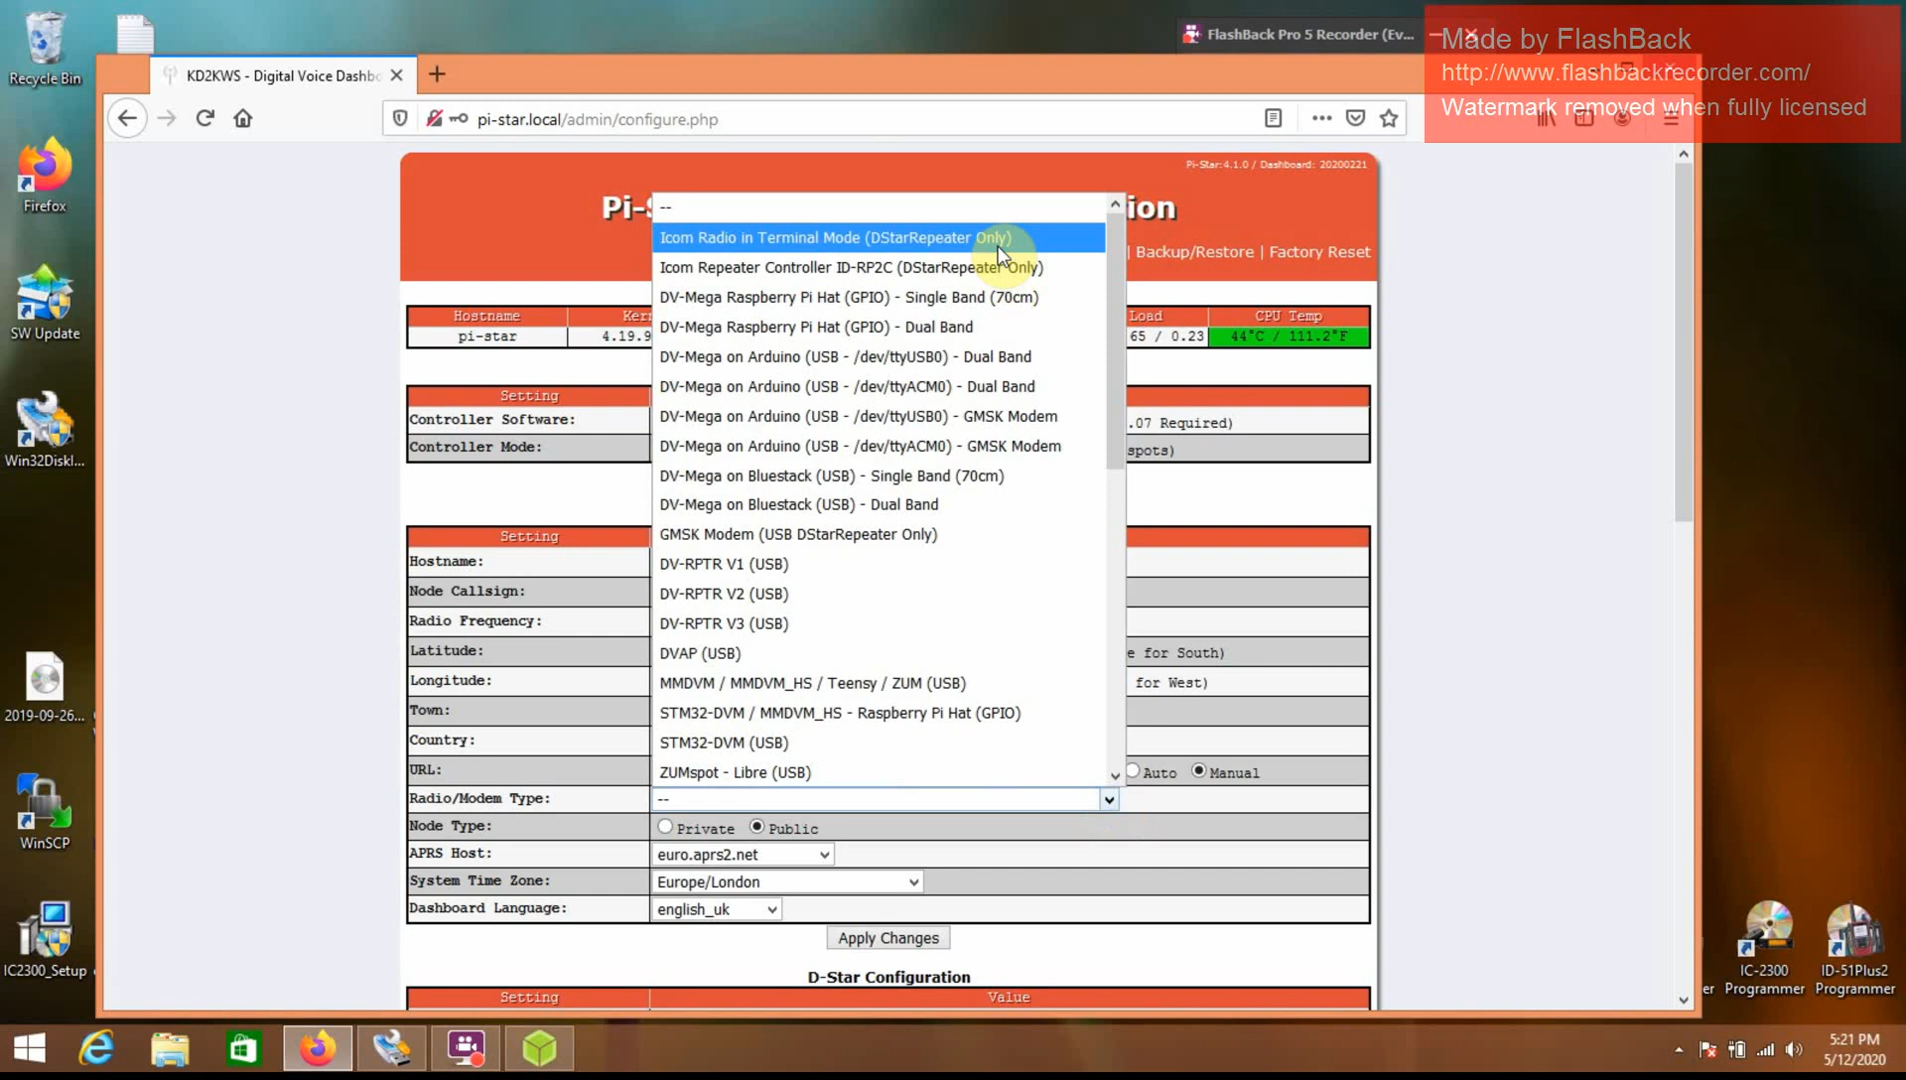 Recycle Bin
FlashBack Pro 5 Recorder (Ev...
Made by FlashBack
http://www.flashbackrecorder.com/
Watermark removed when fully licensed
KD2KWS - Digital Voice Dashbo
pi-star.local/admin/configure.php
Pi-Star:4.1.0 / Dashboard: 20200221
Pi-S
ion
| Backup/Restore | Factory Reset
--
Icom Radio in Terminal Mode (DStarRepeater Only)
Icom Repeater Controller ID-RP2C (DStarRepeater Only)
DV-Mega Raspberry Pi Hat (GPIO) - Single Band (70cm)
DV-Mega Raspberry Pi Hat (GPIO) - Dual Band
DV-Mega on Arduino (USB - /dev/ttyUSB0) - Dual Band
DV-Mega on Arduino (USB - /dev/ttyACM0) - Dual Band
DV-Mega on Arduino (USB - /dev/ttyUSB0) - GMSK Modem
DV-Mega on Arduino (USB - /dev/ttyACM0) - GMSK Modem
DV-Mega on Bluestack (USB) - Single Band (70cm)
DV-Mega on Bluestack (USB) - Dual Band
GMSK Modem (USB DStarRepeater Only)
DV-RPTR V1 (USB)
DV-RPTR V2 (USB)
DV-RPTR V3 (USB)
DVAP (USB)
MMDVM / MMDVM_HS / Teensy / ZUM (USB)
STM32-DVM / MMDVM_HS - Raspberry Pi Hat (GPIO)
STM32-DVM (USB)
ZUMspot - Libre (USB)
Hostname Ker Load CPU Temp
pi-star 4.19.9 65 / 0.23 44°C / 111.2°F
Setting
Controller Software: .07 Required)
Controller Mode: spots)
Setting
Hostname:
Node Callsign:
Radio Frequency:
Latitude: e for South)
Longitude: for West)
Town:
Country:
URL: Auto Manual
Radio/Modem Type: --
Node Type: Private Public
APRS Host: euro.aprs2.net
System Time Zone: Europe/London
Dashboard Language: english_uk
Apply Changes
D-Star Configuration
Setting Value
Firefox
SW Update
Win32DiskI...
2019-09-26...
WinSCP
IC2300_Setup
er
IC-2300
Programmer
ID-51Plus2
Programmer
5:21 PM
5/12/2020